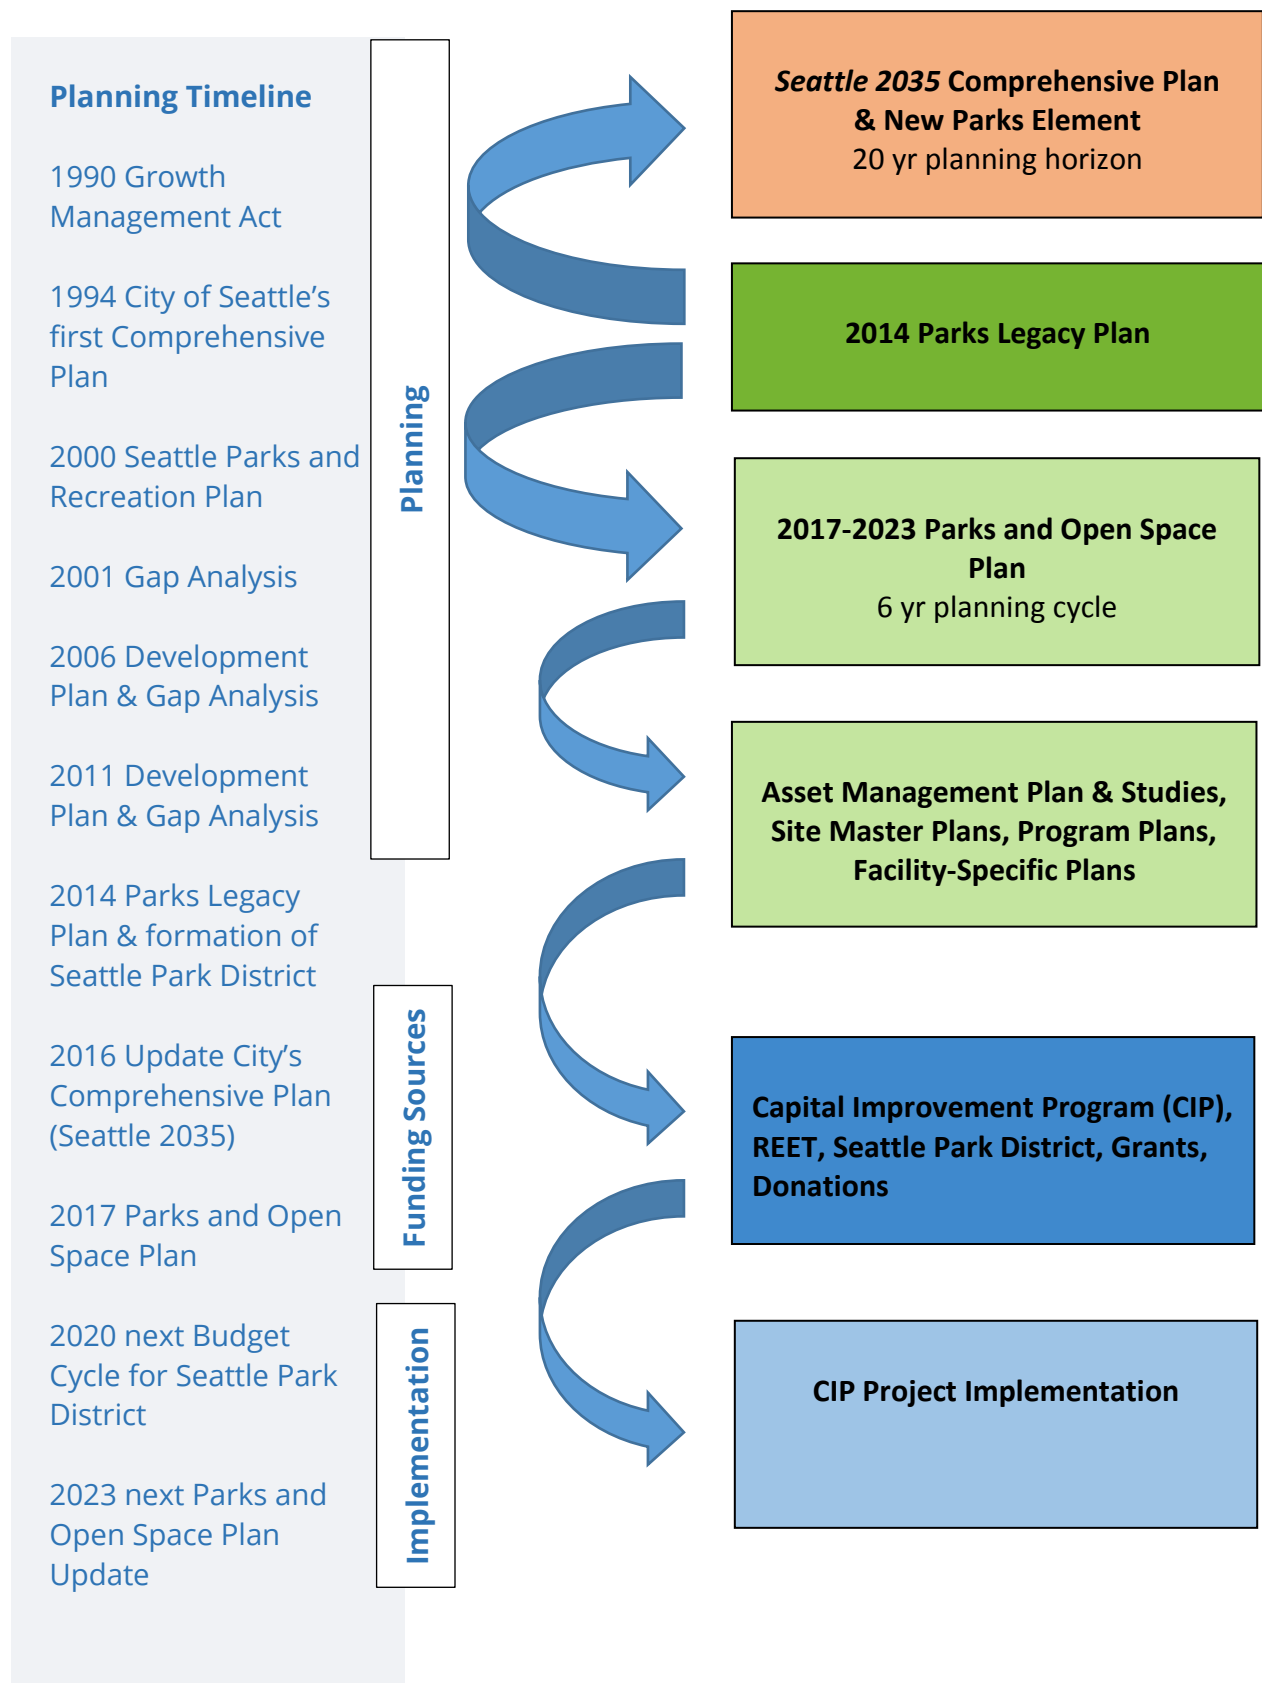 Planning Timeline
1990 Growth
Management Act
1994 City of Seattle’s
first Comprehensive
Plan
2000 Seattle Parks and
Recreation Plan
2001 Gap Analysis
2006 Development
Plan & Gap Analysis
2011 Development
Plan & Gap Analysis
2014 Parks Legacy
Plan & formation of
Seattle Park District
2016 Update City’s
Comprehensive Plan
(Seattle 2035)
2017 Parks and Open
Space Plan
2020 next Budget
Cycle for Seattle Park
District
2023 next Parks and
Open Space Plan
Update
Planning
Funding Sources
Implementation
Seattle 2035 Comprehensive Plan
& New Parks Element
20 yr planning horizon
2014 Parks Legacy Plan
2017-2023 Parks and Open Space
Plan
6 yr planning cycle
Asset Management Plan & Studies,
Site Master Plans, Program Plans,
Facility-Specific Plans
Capital Improvement Program (CIP),
REET, Seattle Park District, Grants,
Donations
CIP Project Implementation